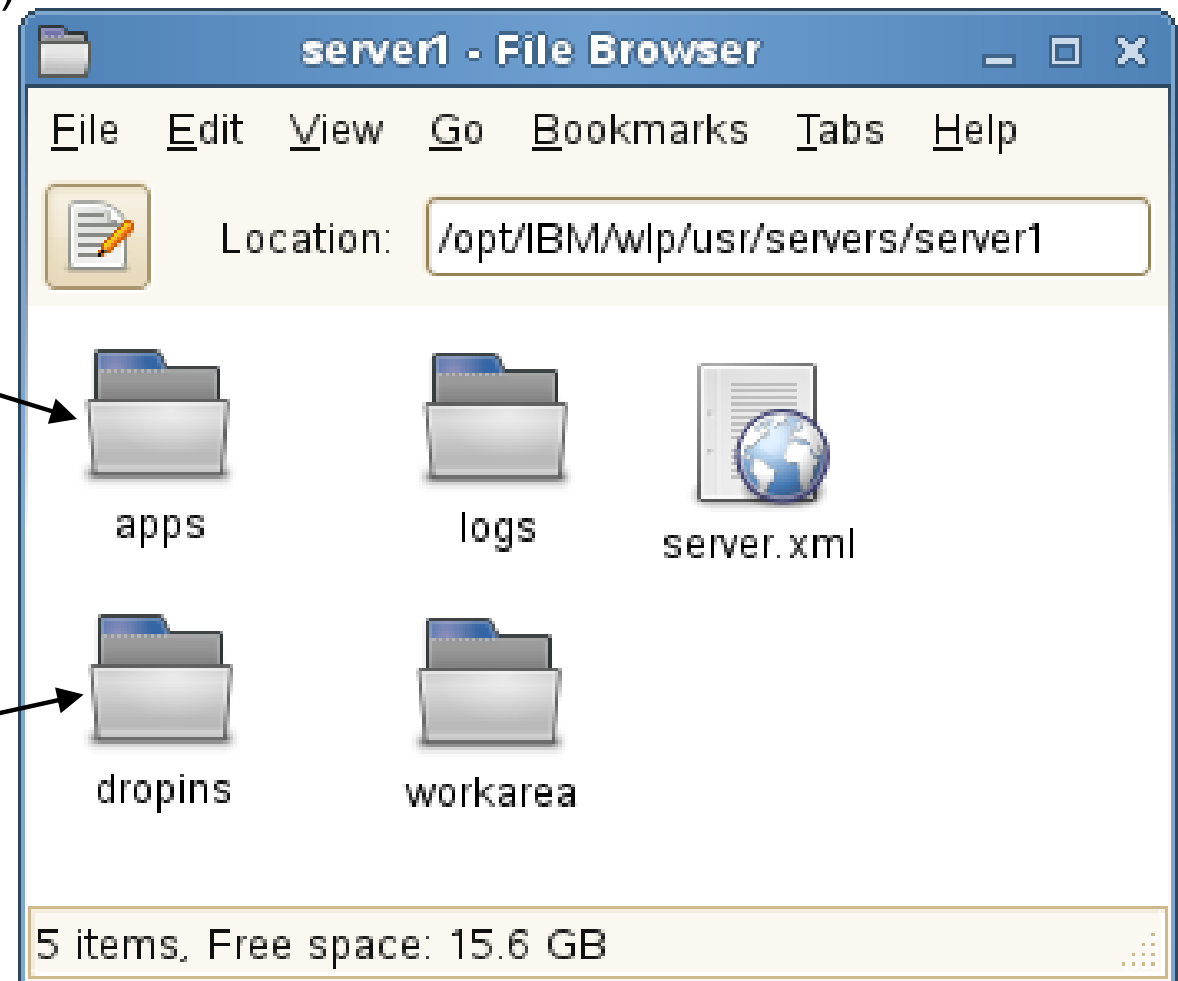 )
server1 - File Browser
File Edit View Go Bookmarks Tabs Help
Location: /opt/IBM/wlp/usr/servers/server1
apps logs server.xml
dropins workarea
5 items, Free space: 15.6 GB